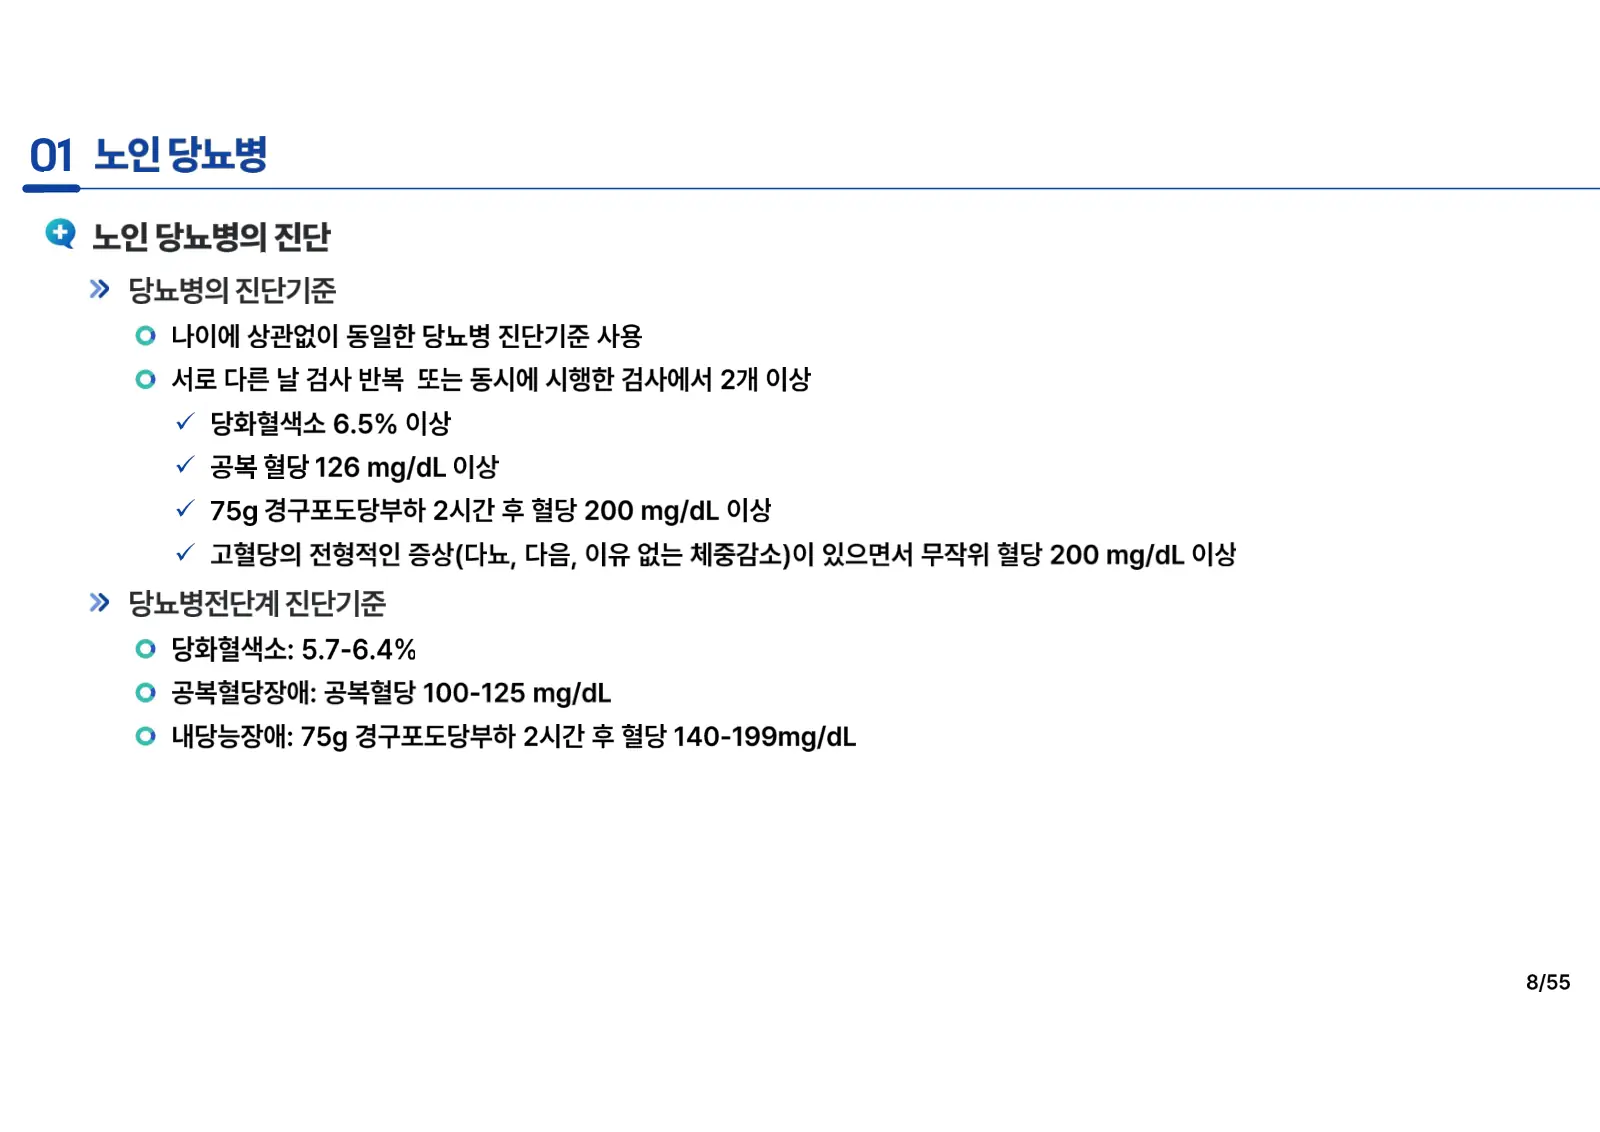 01 노인 당뇨병
노인 당뇨병의 진단
당뇨병의 진단기준
나이에 상관없이 동일한 당뇨병 진단기준 사용
서로 다른 날 검사 반복 또는 동시에 시행한 검사에서 2개 이상
당화혈색소 6.5% 이상
공복 혈당 126 mg/dL 이상
75g 경구포도당부하 2시간 후 혈당 200 mg/dL 이상
고혈당의 전형적인 증상(다뇨, 다음, 이유 없는 체중감소)이 있으면서 무작위 혈당 200 mg/dL 이상
당뇨병전단계 진단기준
당화혈색소: 5.7-6.4%
공복혈당장애: 공복혈당 100-125 mg/dL
내당능장애: 75g 경구포도당부하 2시간 후 혈당 140-199mg/dL
8/55